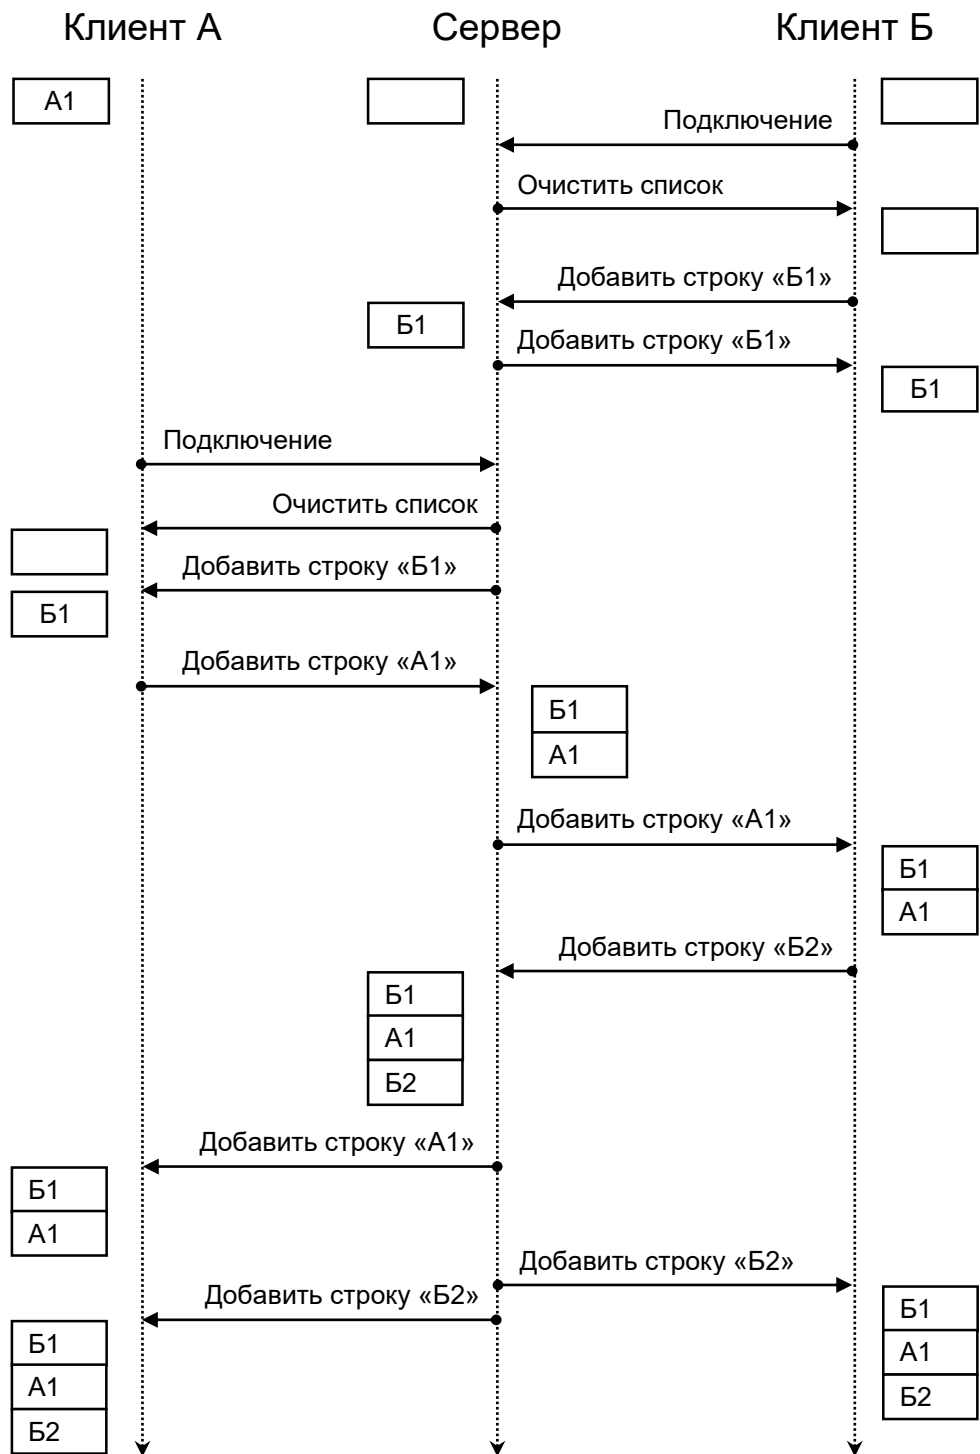 Клиент А
Сервер
Клиент Б
А1
Подключение
Очистить список
Добавить строку «Б1»
Б1
Добавить строку «Б1»
Б1
Подключение
Очистить список
Добавить строку «Б1»
Б1
Добавить строку «А1»
Б1
А1
Добавить строку «А1»
Б1
А1
Добавить строку «Б2»
Б1
А1
Б2
Добавить строку «А1»
Б1
А1
Добавить строку «Б2»
Добавить строку «Б2»
Б1
А1
Б2
Б1
А1
Б2